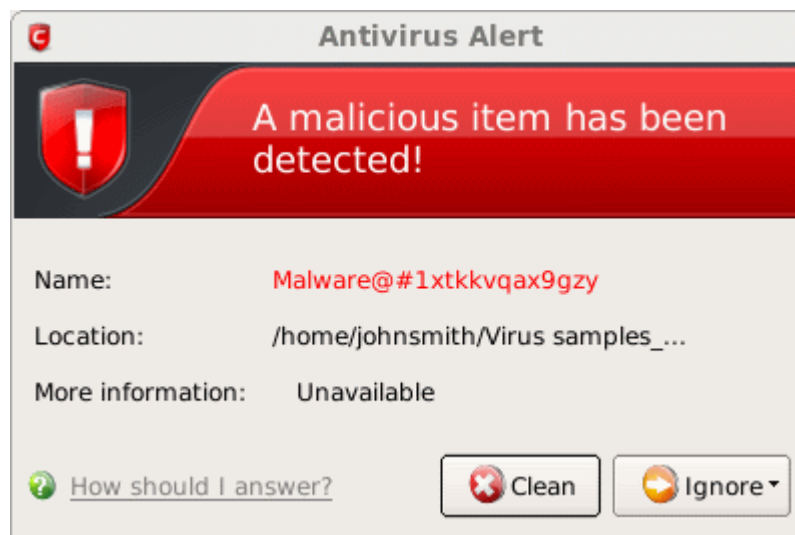 Antivirus Alert
A malicious item has been
detected!
Name: Malware@#1xtkkvqax9gzy
Location: /home/johnsmith/Virus samples_...
More information: Unavailable
How should I answer? Clean Ignore